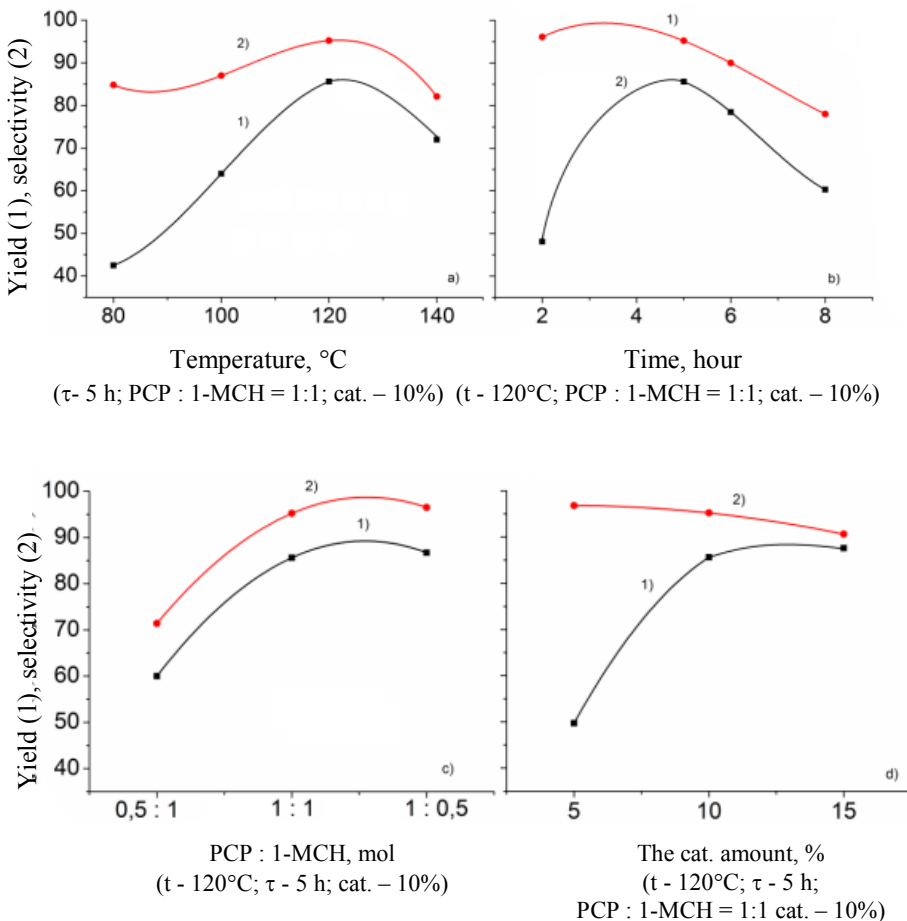 Yield (1), selectivity (2)
100
90
80
70
60
50
40
2)
1)
a)
80
100
120
140
Temperature, °C
(τ- 5 h; PCP : 1-MCH = 1:1; cat. – 10%)
1)
2)
b)
2
4
6
8
Time, hour
(t - 120°C; PCP : 1-MCH = 1:1; cat. – 10%)
Yield (1), selectivity (2)
100
90
80
70
60
50
40
2)
1)
c)
0,5 : 1
1 : 1
1 : 0,5
PCP : 1-MCH, mol
(t - 120°C; τ - 5 h; cat. – 10%)
2)
1)
d)
5
10
15
The cat. amount, %
(t - 120°C; τ - 5 h;
PCP : 1-MCH = 1:1 cat. – 10%)